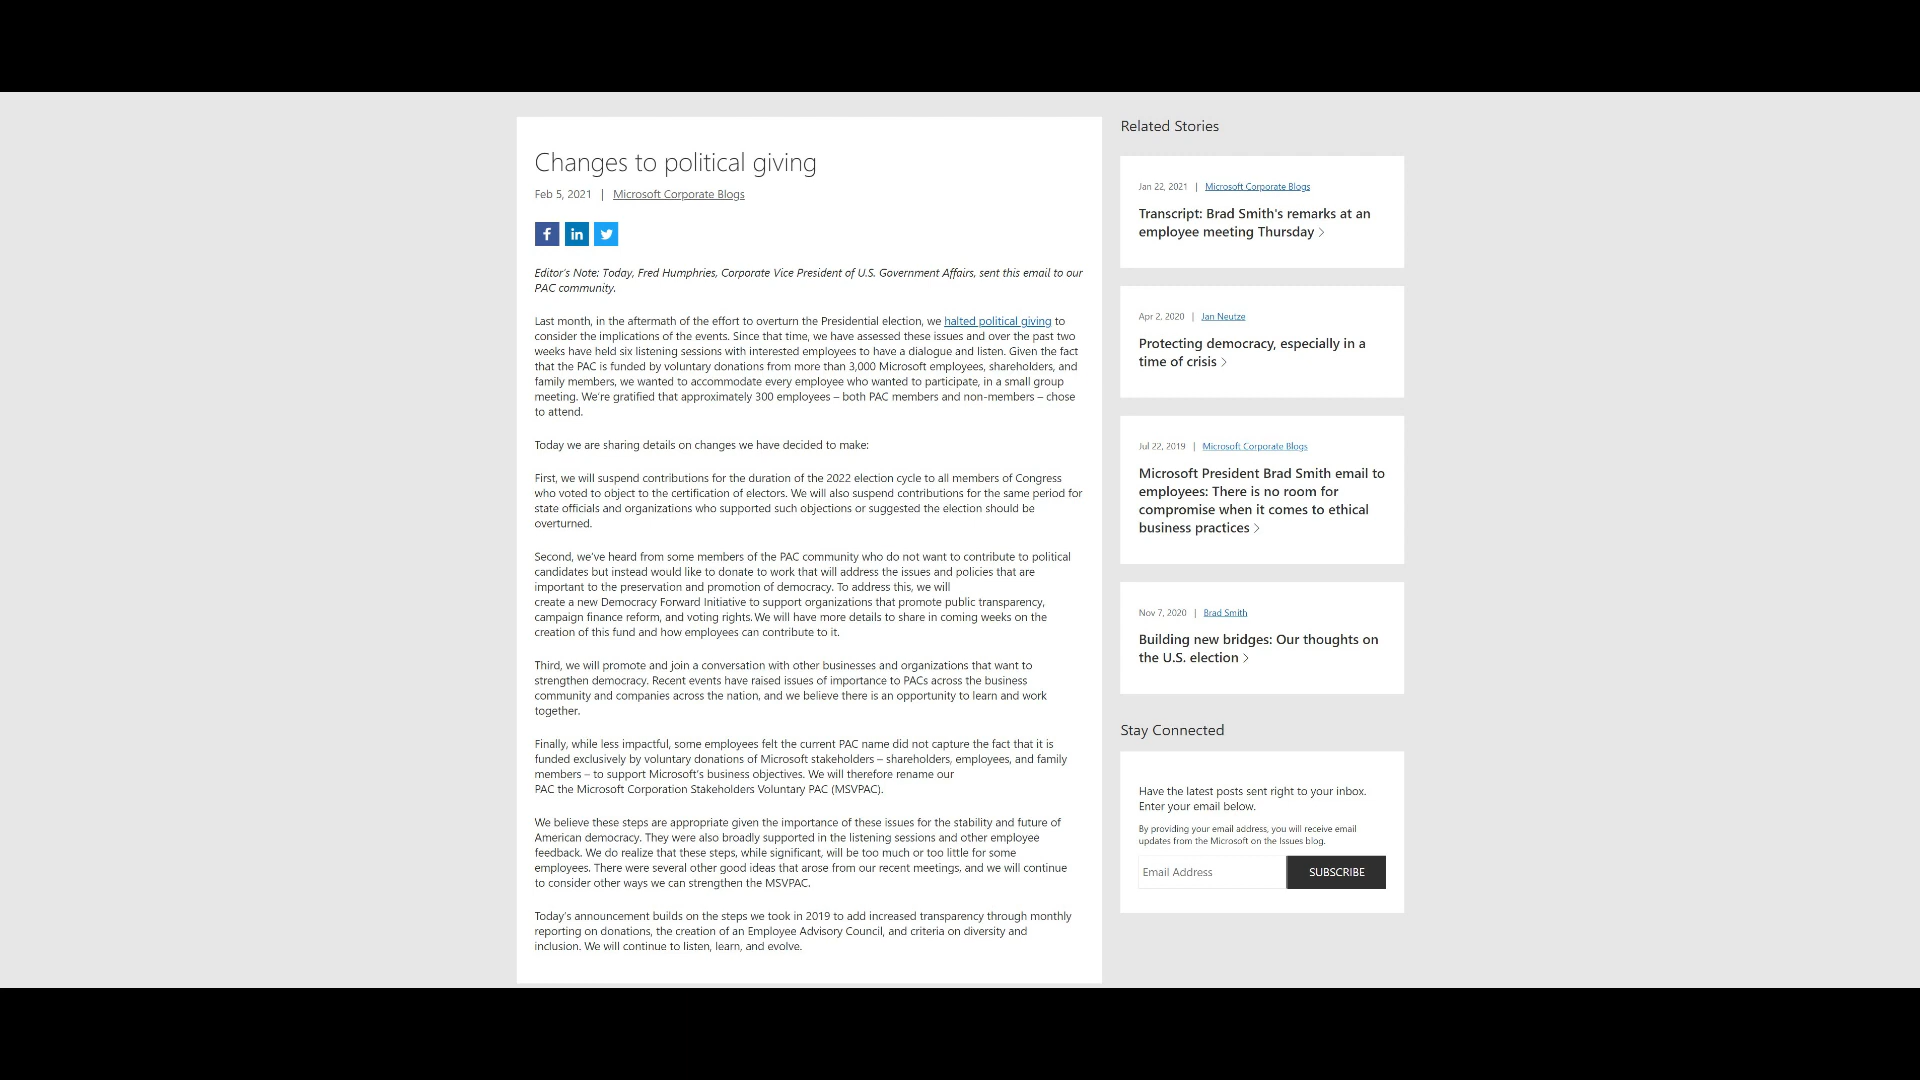 Changes to political giving
Feb 5, 2021 | Microsoft Corporate Blogs
Editor's Note: Today, Fred Humphries, Corporate Vice President of U.S. Government Affairs, sent this email to our
PAC community.
Last month, in the aftermath of the effort to overturn the Presidential election, we halted political giving to
consider the implications of the events. Since that time, we have assessed these issues and over the past two
weeks have held six listening sessions with interested employees to have a dialogue and listen. Given the fact
that the PAC is funded by voluntary donations from more than 3,000 Microsoft employees, shareholders, and
family members, we wanted to accommodate every employee who wanted to participate, in a small group
meeting. We're gratified that approximately 300 employees – both PAC members and non-members – chose
to attend.
Today we are sharing details on changes we have decided to make:
First, we will suspend contributions for the duration of the 2022 election cycle to all members of Congress
who voted to object to the certification of electors. We will also suspend contributions for the same period for
state officials and organizations who supported such objections or suggested the election should be
overturned.
Second, we've heard from some members of the PAC community who do not want to contribute to political
candidates but instead would like to donate to work that will address the issues and policies that are
important to the preservation and promotion of democracy. To address this, we will
create a new Democracy Forward Initiative to support organizations that promote public transparency,
campaign finance reform, and voting rights. We will have more details to share in coming weeks on the
creation of this fund and how employees can contribute to it.
Third, we will promote and join a conversation with other businesses and organizations that want to
strengthen democracy. Recent events have raised issues of importance to PACs across the business
community and companies across the nation, and we believe there is an opportunity to learn and work
together.
Finally, while less impactful, some employees felt the current PAC name did not capture the fact that it is
funded exclusively by voluntary donations of Microsoft stakeholders – shareholders, employees, and family
members – to support Microsoft's business objectives. We will therefore rename our
PAC the Microsoft Corporation Stakeholders Voluntary PAC (MSVPAC).
We believe these steps are appropriate given the importance of these issues for the stability and future of
American democracy. They were also broadly supported in the listening sessions and other employee
feedback. We do realize that these steps, while significant, will be too much or too little for some
employees. There were several other good ideas that arose from our recent meetings, and we will continue
to consider other ways we can strengthen the MSVPAC.
Today's announcement builds on the steps we took in 2019 to add increased transparency through monthly
reporting on donations, the creation of an Employee Advisory Council, and criteria on diversity and
inclusion. We will continue to listen, learn, and evolve.
Related Stories
Jan 22, 2021 | Microsoft Corporate Blogs
Transcript: Brad Smith's remarks at an
employee meeting Thursday
Apr 2, 2020 | Jan Neutze
Protecting democracy, especially in a
time of crisis
Jul 22, 2019 | Microsoft Corporate Blogs
Microsoft President Brad Smith email to
employees: There is no room for
compromise when it comes to ethical
business practices
Nov 7, 2020 | Brad Smith
Building new bridges: Our thoughts on
the U.S. election
Stay Connected
Have the latest posts sent right to your inbox.
Enter your email below.
By providing your email address, you will receive email
updates from the Microsoft on the Issues blog.
Email Address
SUBSCRIBE